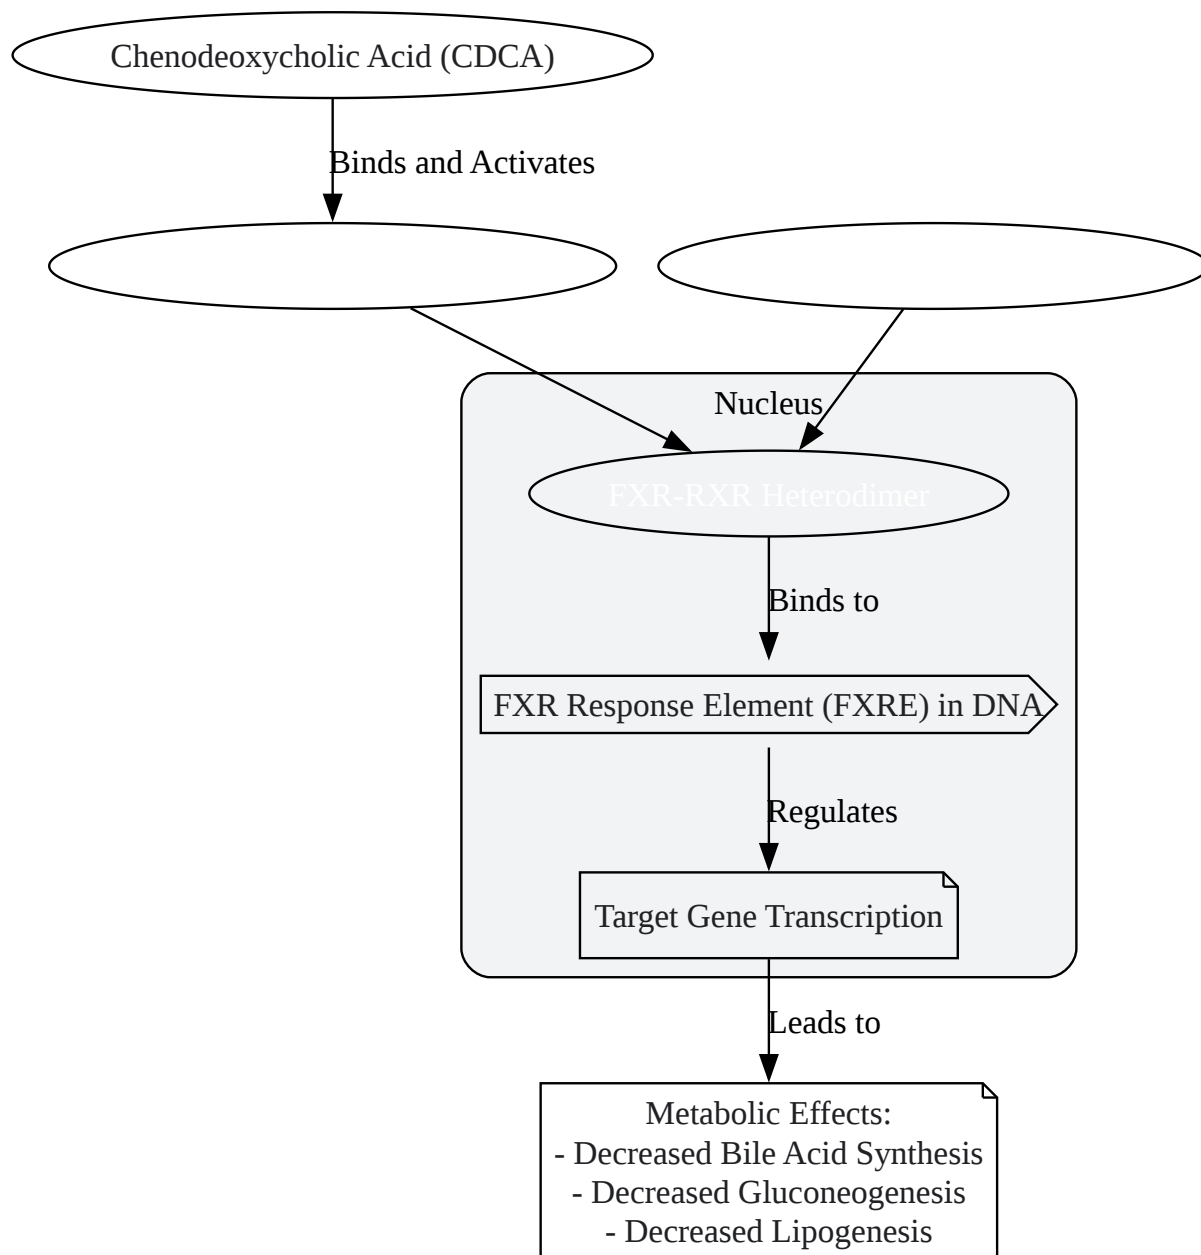 Chenodeoxycholic Acid (CDCA)
Binds and Activates
Nucleus
FXR-RXR Heterodimer
Binds to
FXR Response Element (FXRE) in DNA
Regulates
Target Gene Transcription
Leads to
Metabolic Effects:
- Decreased Bile Acid Synthesis
- Decreased Gluconeogenesis
- Decreased Lipogenesis